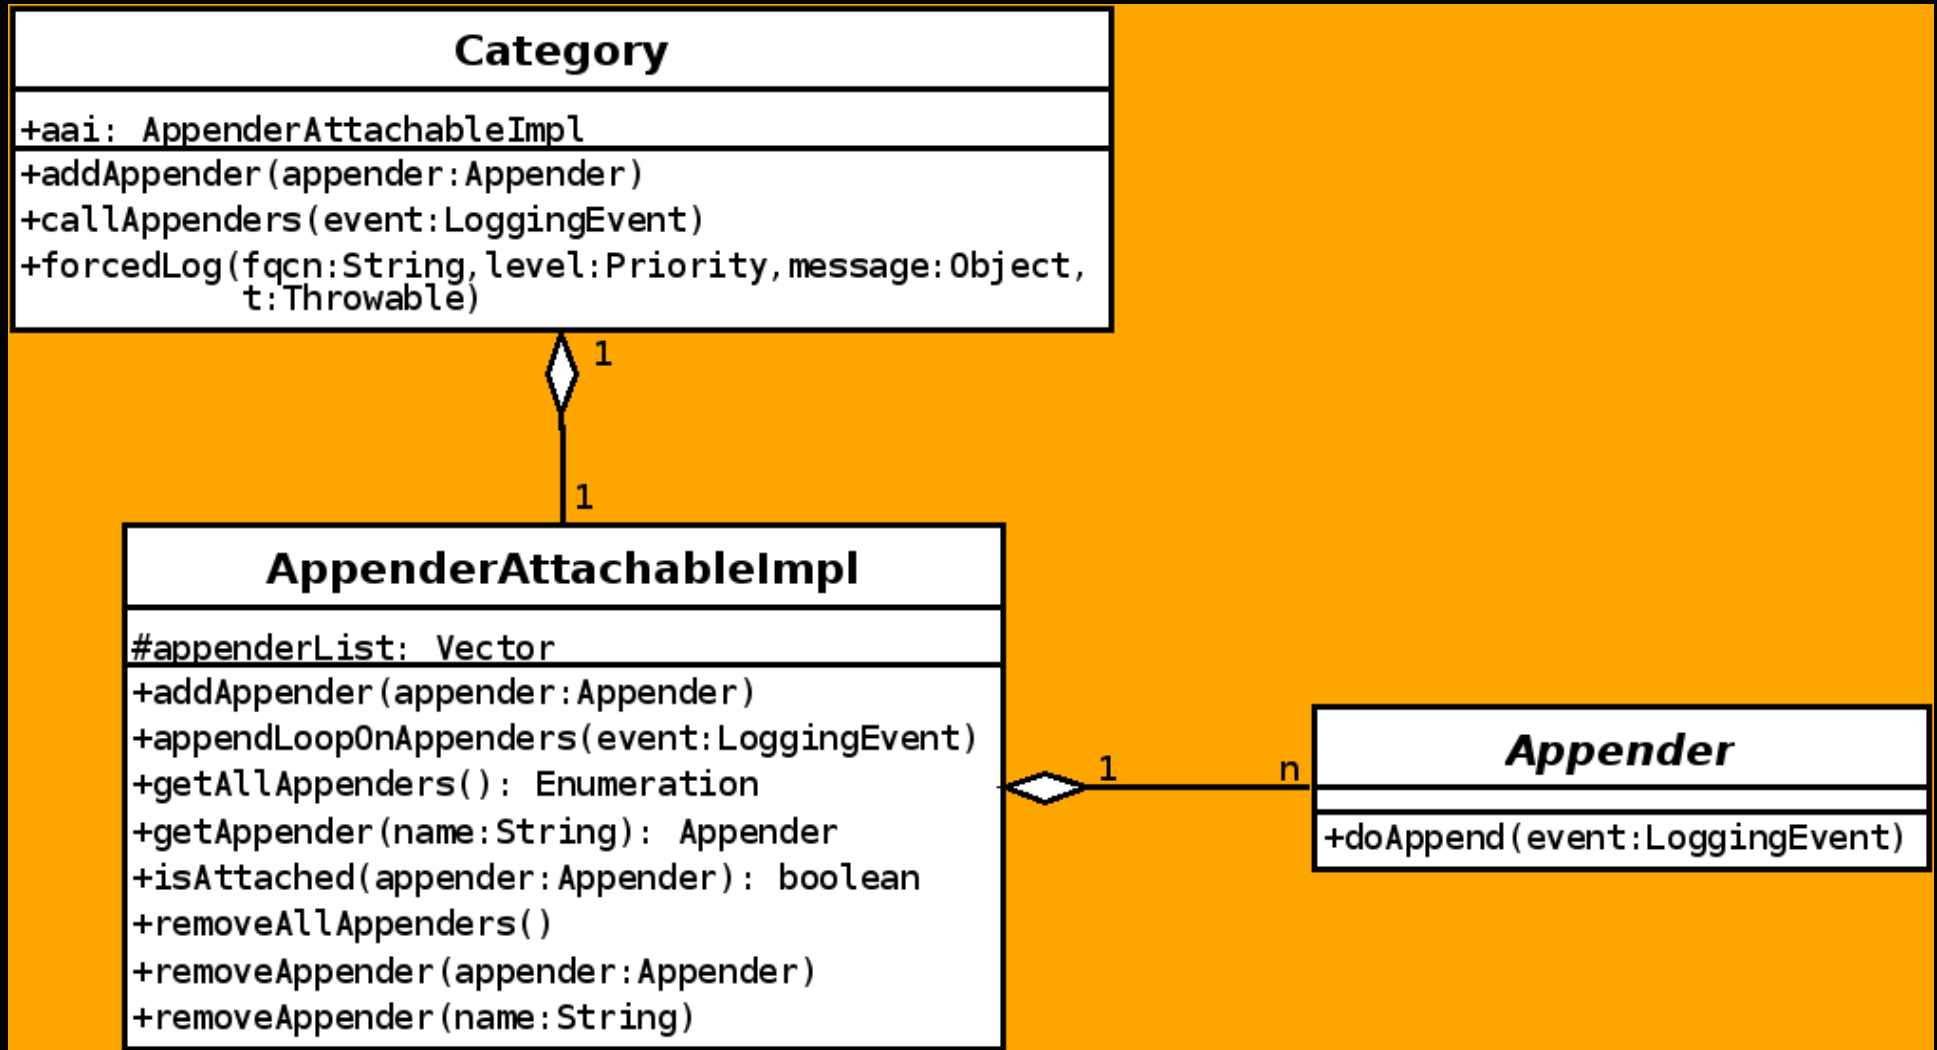 Category
+aai: AppenderAttachableImpl
+addAppender(appender:Appender)
+callAppenders(event:LoggingEvent)
+forcedLog(fqcn:String,level:Priority,message:Object,
t:Throwable)
1
1
AppenderAttachableImpl
#appenderList: Vector
+addAppender(appender:Appender)
+appendLoopOnAppenders(event:LoggingEvent)
+getAllAppenders(): Enumeration
+getAppender(name:String): Appender
+isAttached(appender:Appender): boolean
+removeAllAppenders()
+removeAppender(appender:Appender)
+removeAppender(name:String)
1
n
Appender
+doAppend(event:LoggingEvent)